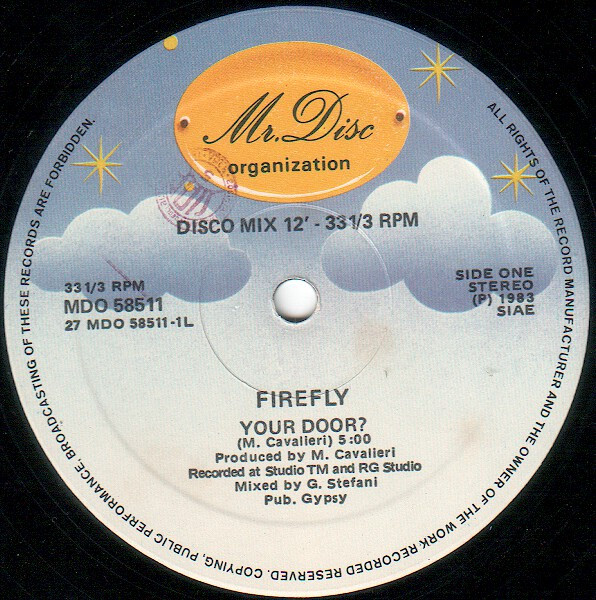 Mr. Disc
organization
DISCO MIX 12' - 33 1/3 RPM
33 1/3 RPM
MDO 58511
27 MDO 58511-1L
SIDE ONE
STEREO
(P) 1983
SIAE
FIREFLY
YOUR DOOR?
(M. Cavalieri) 5:00
Produced by M. Cavalieri
Recorded at Studio TM and RG Studio
Mixed by G. Stefani
Pub. Gypsy
ALL RIGHTS OF THE RECORD MANUFACTURER AND THE OWNER OF THE WORK RECORDED RESERVED. COPYING, PUBLIC PERFORMANCE, BROADCASTING OF THESE RECORDS ARE FORBIDDEN.